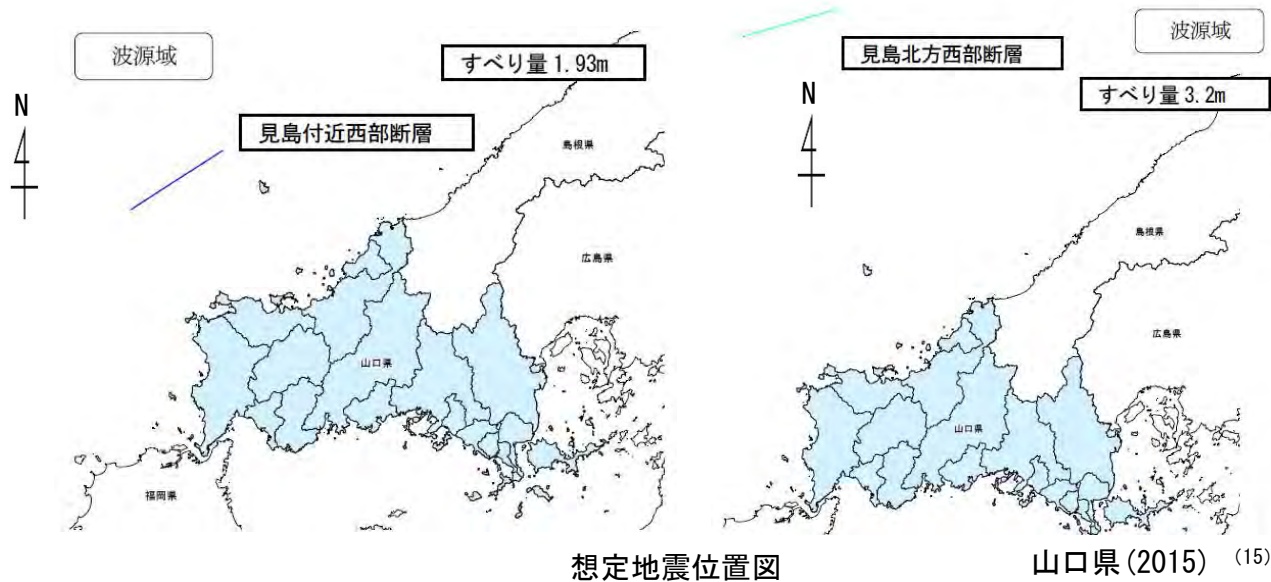 波源域
すべり量 1.93m
N
見島付近西部断層
島根県
広島県
山口県
福岡県
見島北方西部断層
波源域
すべり量 3.2m
N
島根県
広島県
山口県
想定地震位置図
山口県(2015) (15)